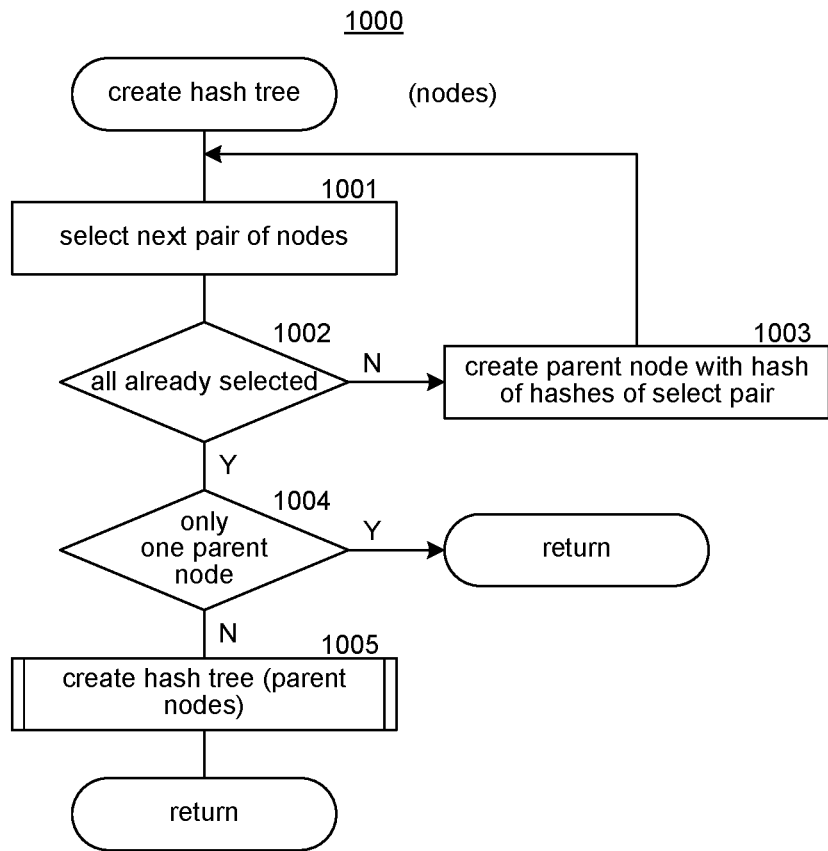 1000
create hash tree (nodes)
1001
select next pair of nodes
1002
all already selected
N
1003
create parent node with hash
of hashes of select pair
Y
1004
only
one parent
node
Y
return
N
1005
create hash tree (parent
nodes)
return